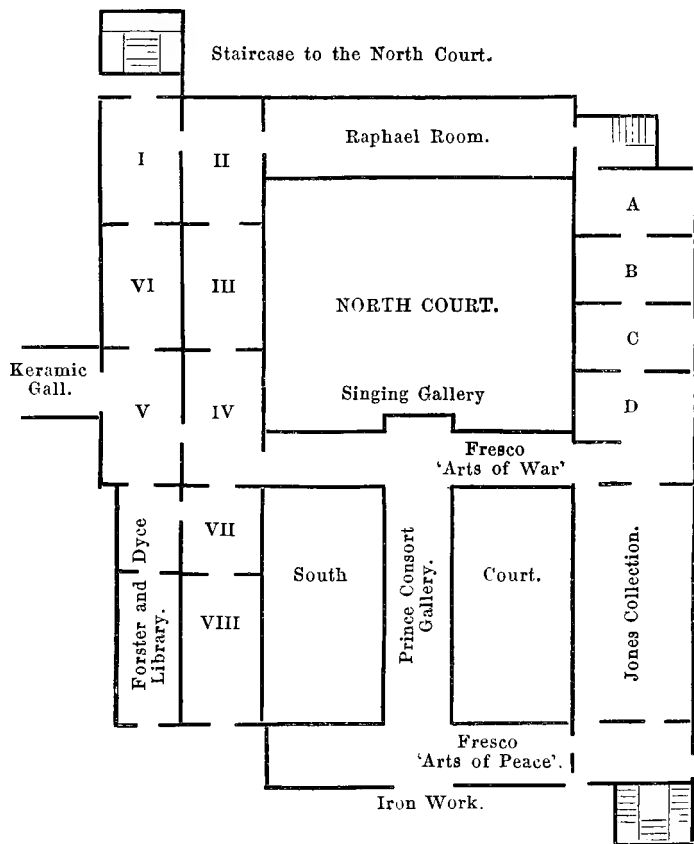 Staircase to the North Court.
Raphael Room.
I
II
A
VI
III
NORTH COURT.
B
C
Keramic
Gall.
V
IV
Singing Gallery
D
Fresco
'Arts of War'
VII
South
Prince Consort
Gallery.
Court.
Jones Collection.
Forster and Dyce
Library.
VIII
Fresco
'Arts of Peace'.
Iron Work.